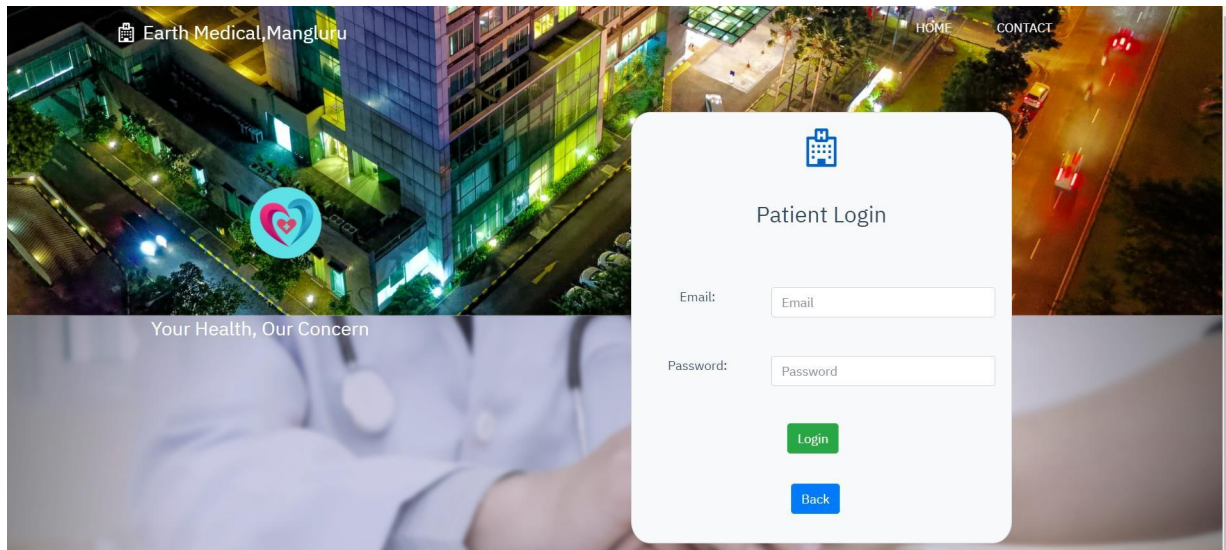 Earth Medical,Mangluru
HOME CONTACT
Your Health, Our Concern
Patient Login
Email:
Email
Password:
Password
Login
Back